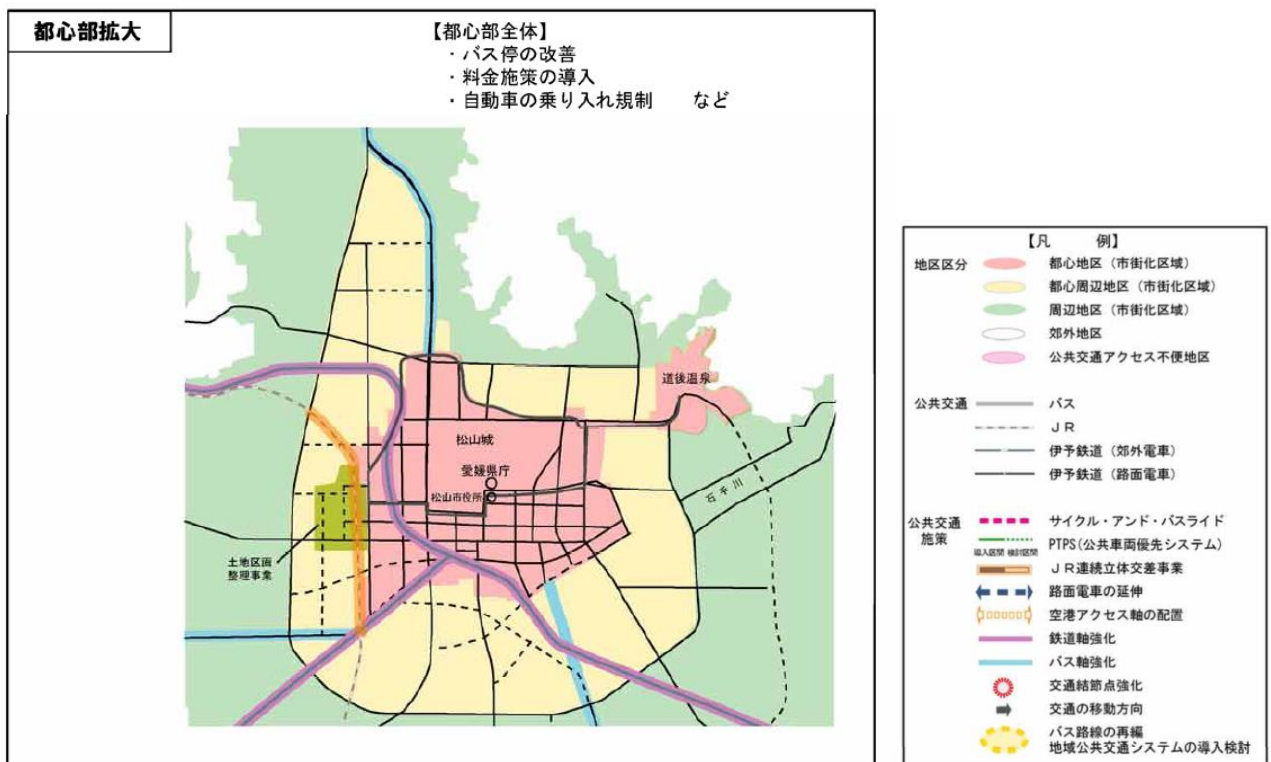 都心部拡大
【都心部全体】
・バス停の改善
・料金施策の導入
・自動車の乗り入れ規制　　など
道後温泉
松山城
愛媛県庁
松山市役所
石手川
土地区画
整理事業
【凡　　例】
地区区分
都心地区（市街化区域）
都心周辺地区（市街化区域）
周辺地区（市街化区域）
郊外地区
公共交通アクセス不便地区
公共交通
バス
ＪＲ
伊予鉄道（郊外電車）
伊予鉄道（路面電車）
公共交通
施策
サイクル・アンド・バスライド
PTPS(公共車両優先システム)
導入区間 検討区間
ＪＲ連続立体交差事業
路面電車の延伸
空港アクセス軸の配置
鉄道軸強化
バス軸強化
交通結節点強化
交通の移動方向
バス路線の再編
地域公共交通システムの導入検討